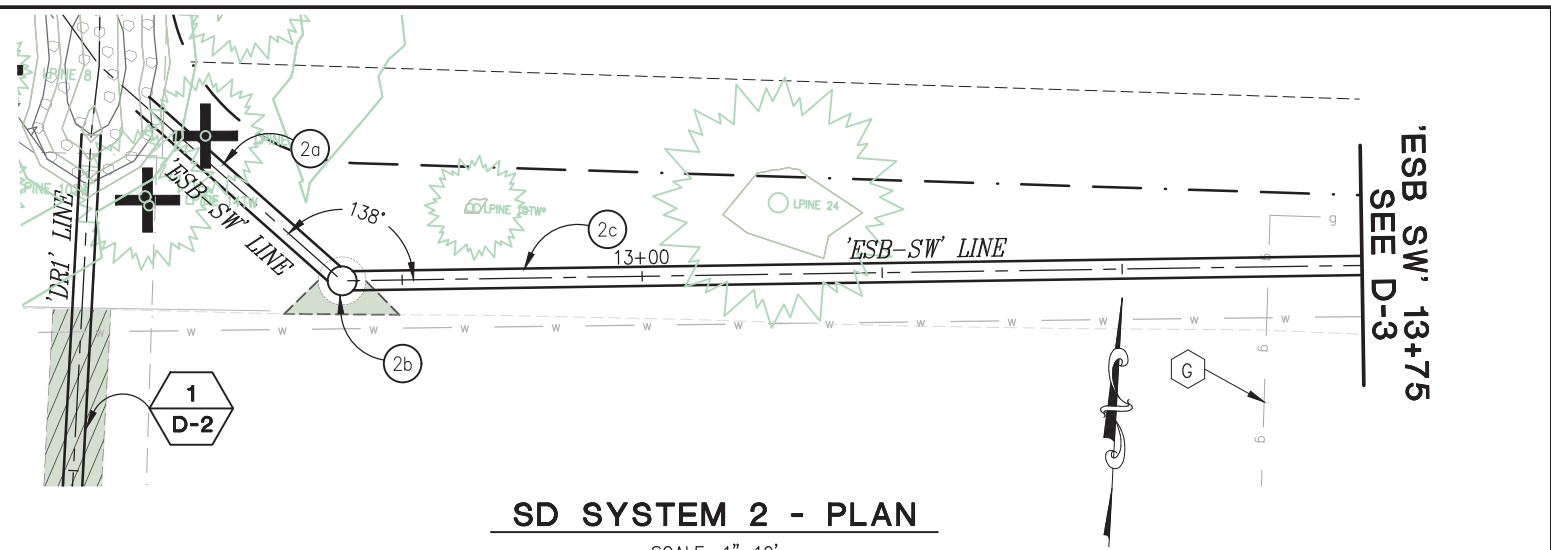 LPINE 8
2a
'ESB-SW' LINE
138°
2c
13+00
'ESB-SW' LINE
LPINE 24
'DR1' LINE
2b
1
D-2
w w w w w w w w w w w
g
g
g
G
'ESB SW' 13+75
SEE D-3
SD SYSTEM 2 - PLAN